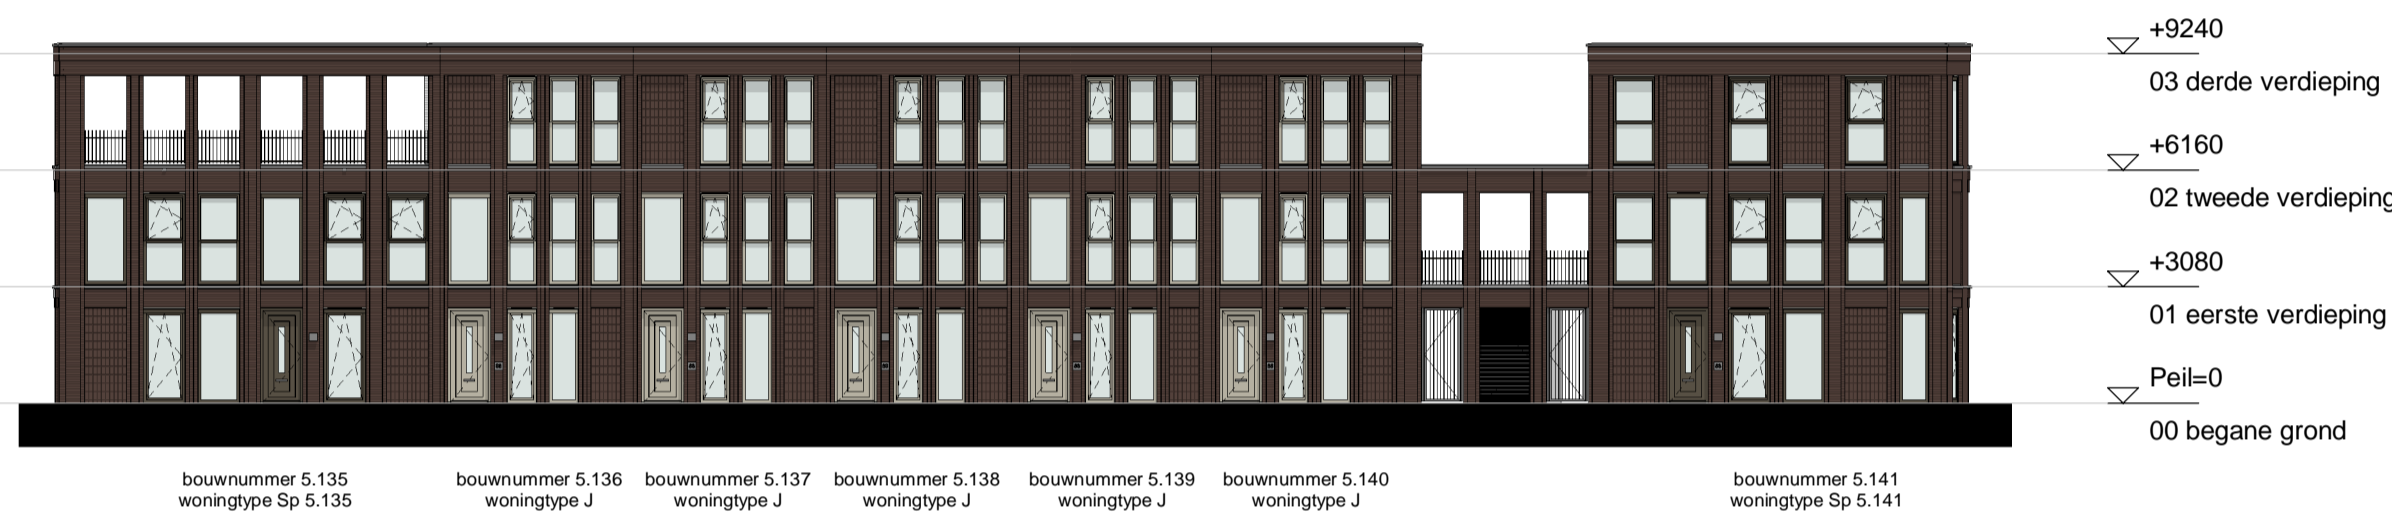 +9240
03 derde verdieping
+6160
02 tweede verdieping
+3080
01 eerste verdieping
Peil=0
00 begane grond
bouwnummer 5.135
woningtype Sp 5.135
bouwnummer 5.136
woningtype J
bouwnummer 5.137
woningtype J
bouwnummer 5.138
woningtype J
bouwnummer 5.139
woningtype J
bouwnummer 5.140
woningtype J
bouwnummer 5.141
woningtype Sp 5.141